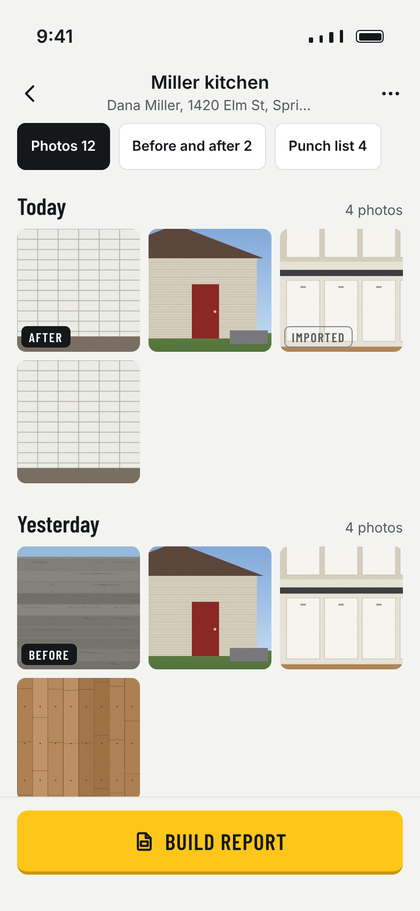 9:41
Miller kitchen
Dana Miller, 1420 Elm St, Spri...
Photos 12
Before and after 2
Punch list 4
Today
4 photos
AFTER
IMPORTED
Yesterday
4 photos
BEFORE
BUILD REPORT